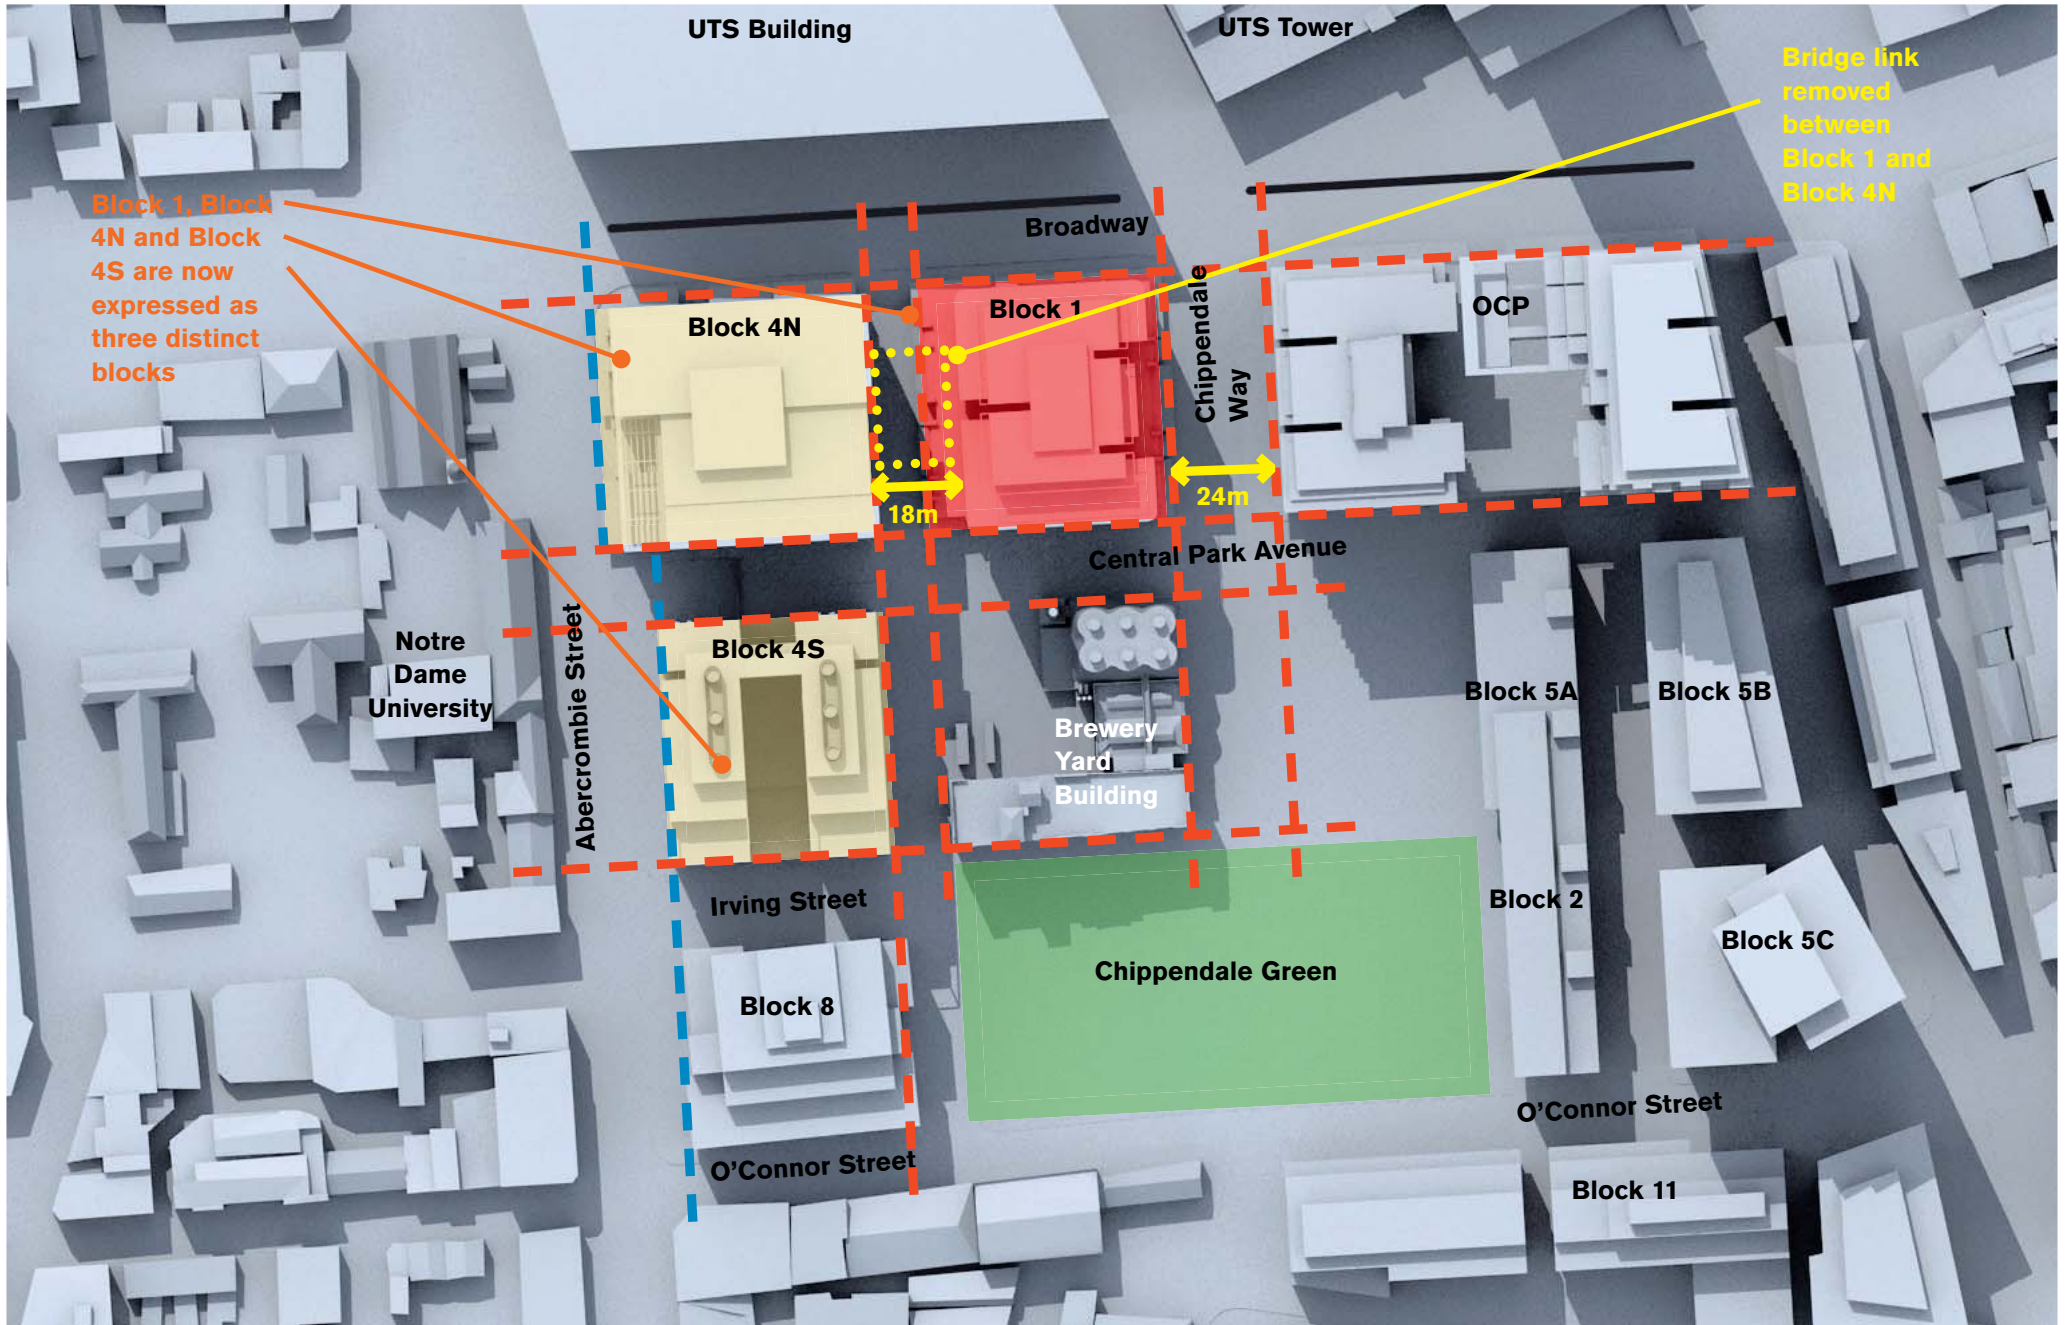 UTS Building
UTS Tower
Bridge link
removed
between
Block 1 and
Block 4N
Block 1, Block
4N and Block
4S are now
expressed as
three distinct
blocks
Broadway
Block 4N
Block 1
Chippendale
Way
OCP
18m
24m
Central Park Avenue
Abercrombie Street
Notre
Dame
University
Block 4S
Brewery
Yard
Building
Block 5A
Block 5B
Irving Street
Block 2
Block 5C
Chippendale Green
Block 8
O'Connor Street
O'Connor Street
Block 11